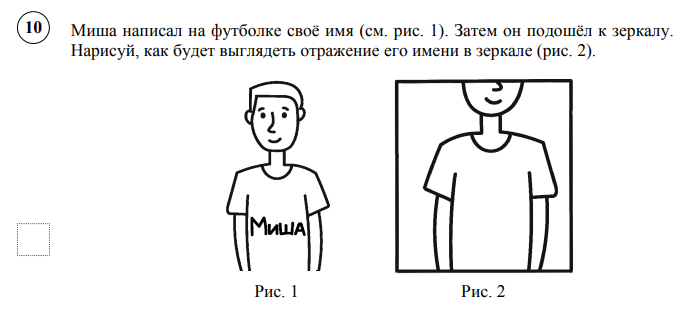 10
Миша написал на футболке своё имя (см. рис. 1). Затем он подошёл к зеркалу.
Нарисуй, как будет выглядеть отражение его имени в зеркале (рис. 2).
МИША
Рис. 1
Рис. 2